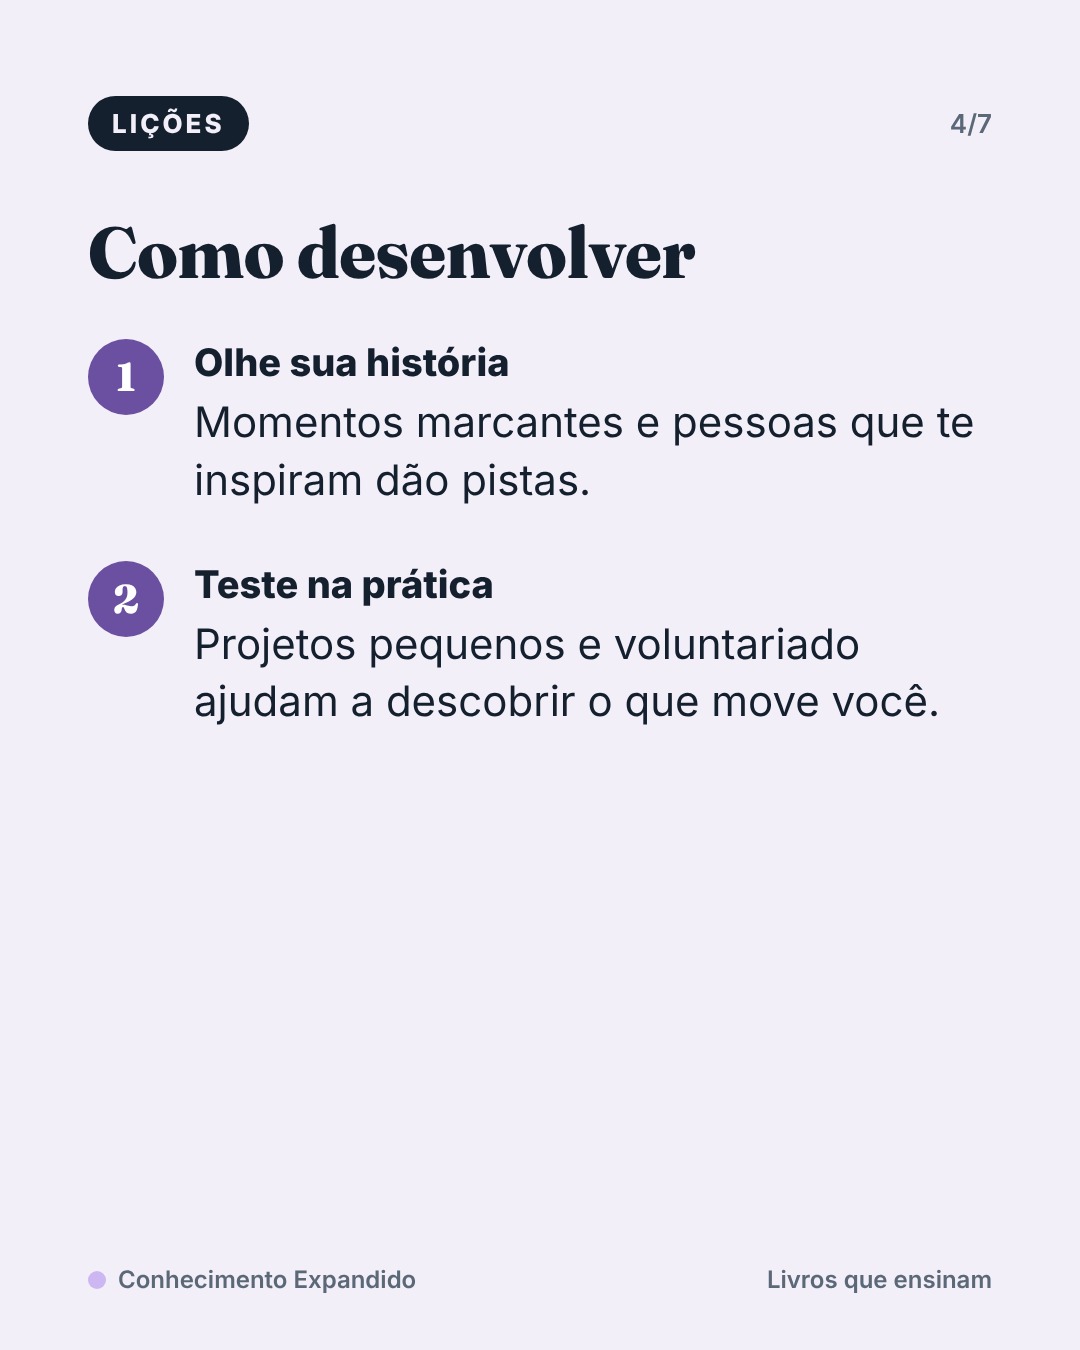 LIÇÕES
4/7
Como desenvolver
1
Olhe sua história
Momentos marcantes e pessoas que te
inspiram dão pistas.
2
Teste na prática
Projetos pequenos e voluntariado
ajudam a descobrir o que move você.
Conhecimento Expandido
Livros que ensinam